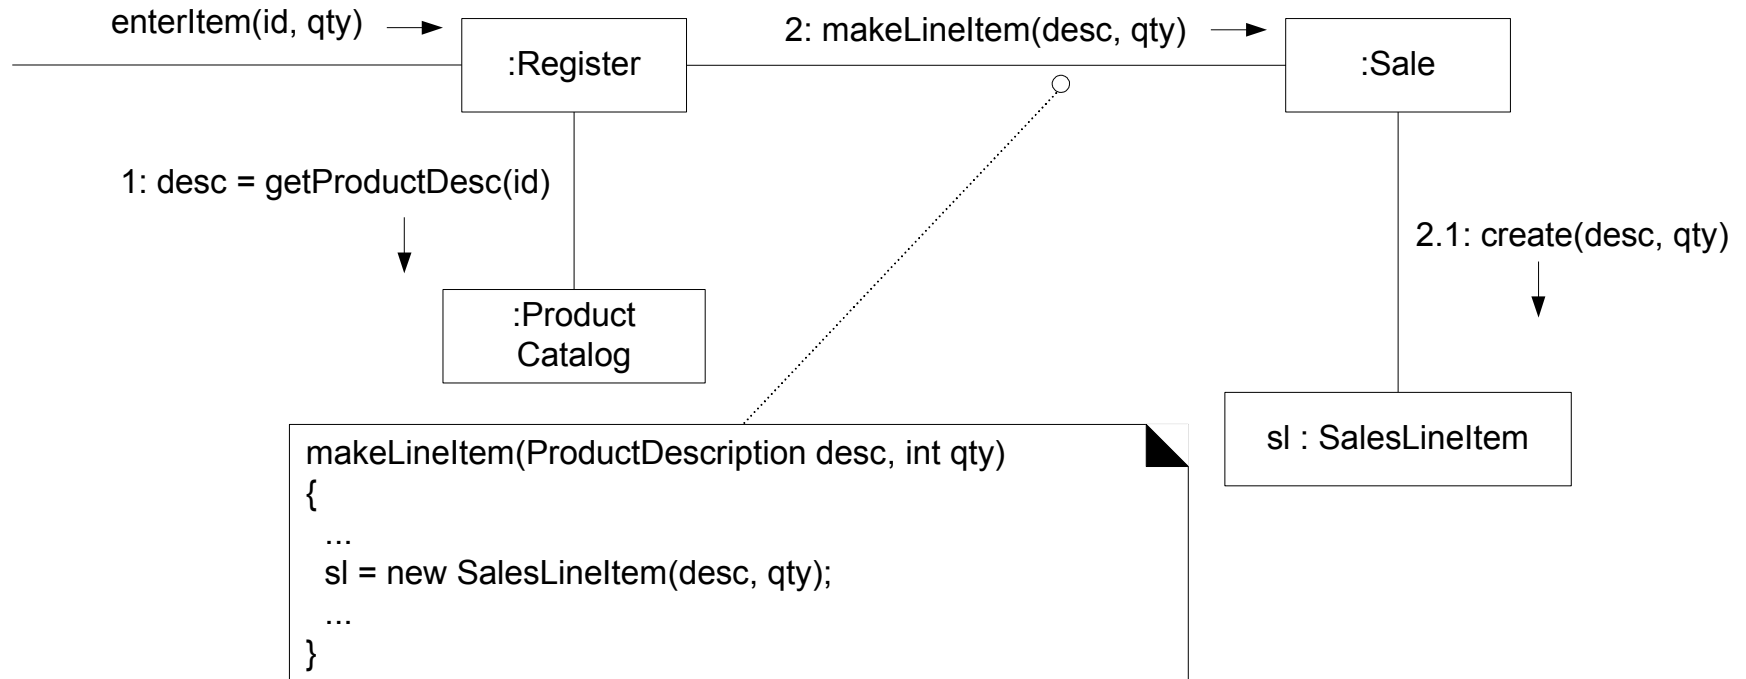 enterItem(id, qty)
2: makeLineItem(desc, qty)
:Register
:Sale
1: desc = getProductDesc(id)
2.1: create(desc, qty)
:Product
Catalog
sl : SalesLineItem
makeLineItem(ProductDescription desc, int qty)
{
...
sl = new SalesLineItem(desc, qty);
...
}